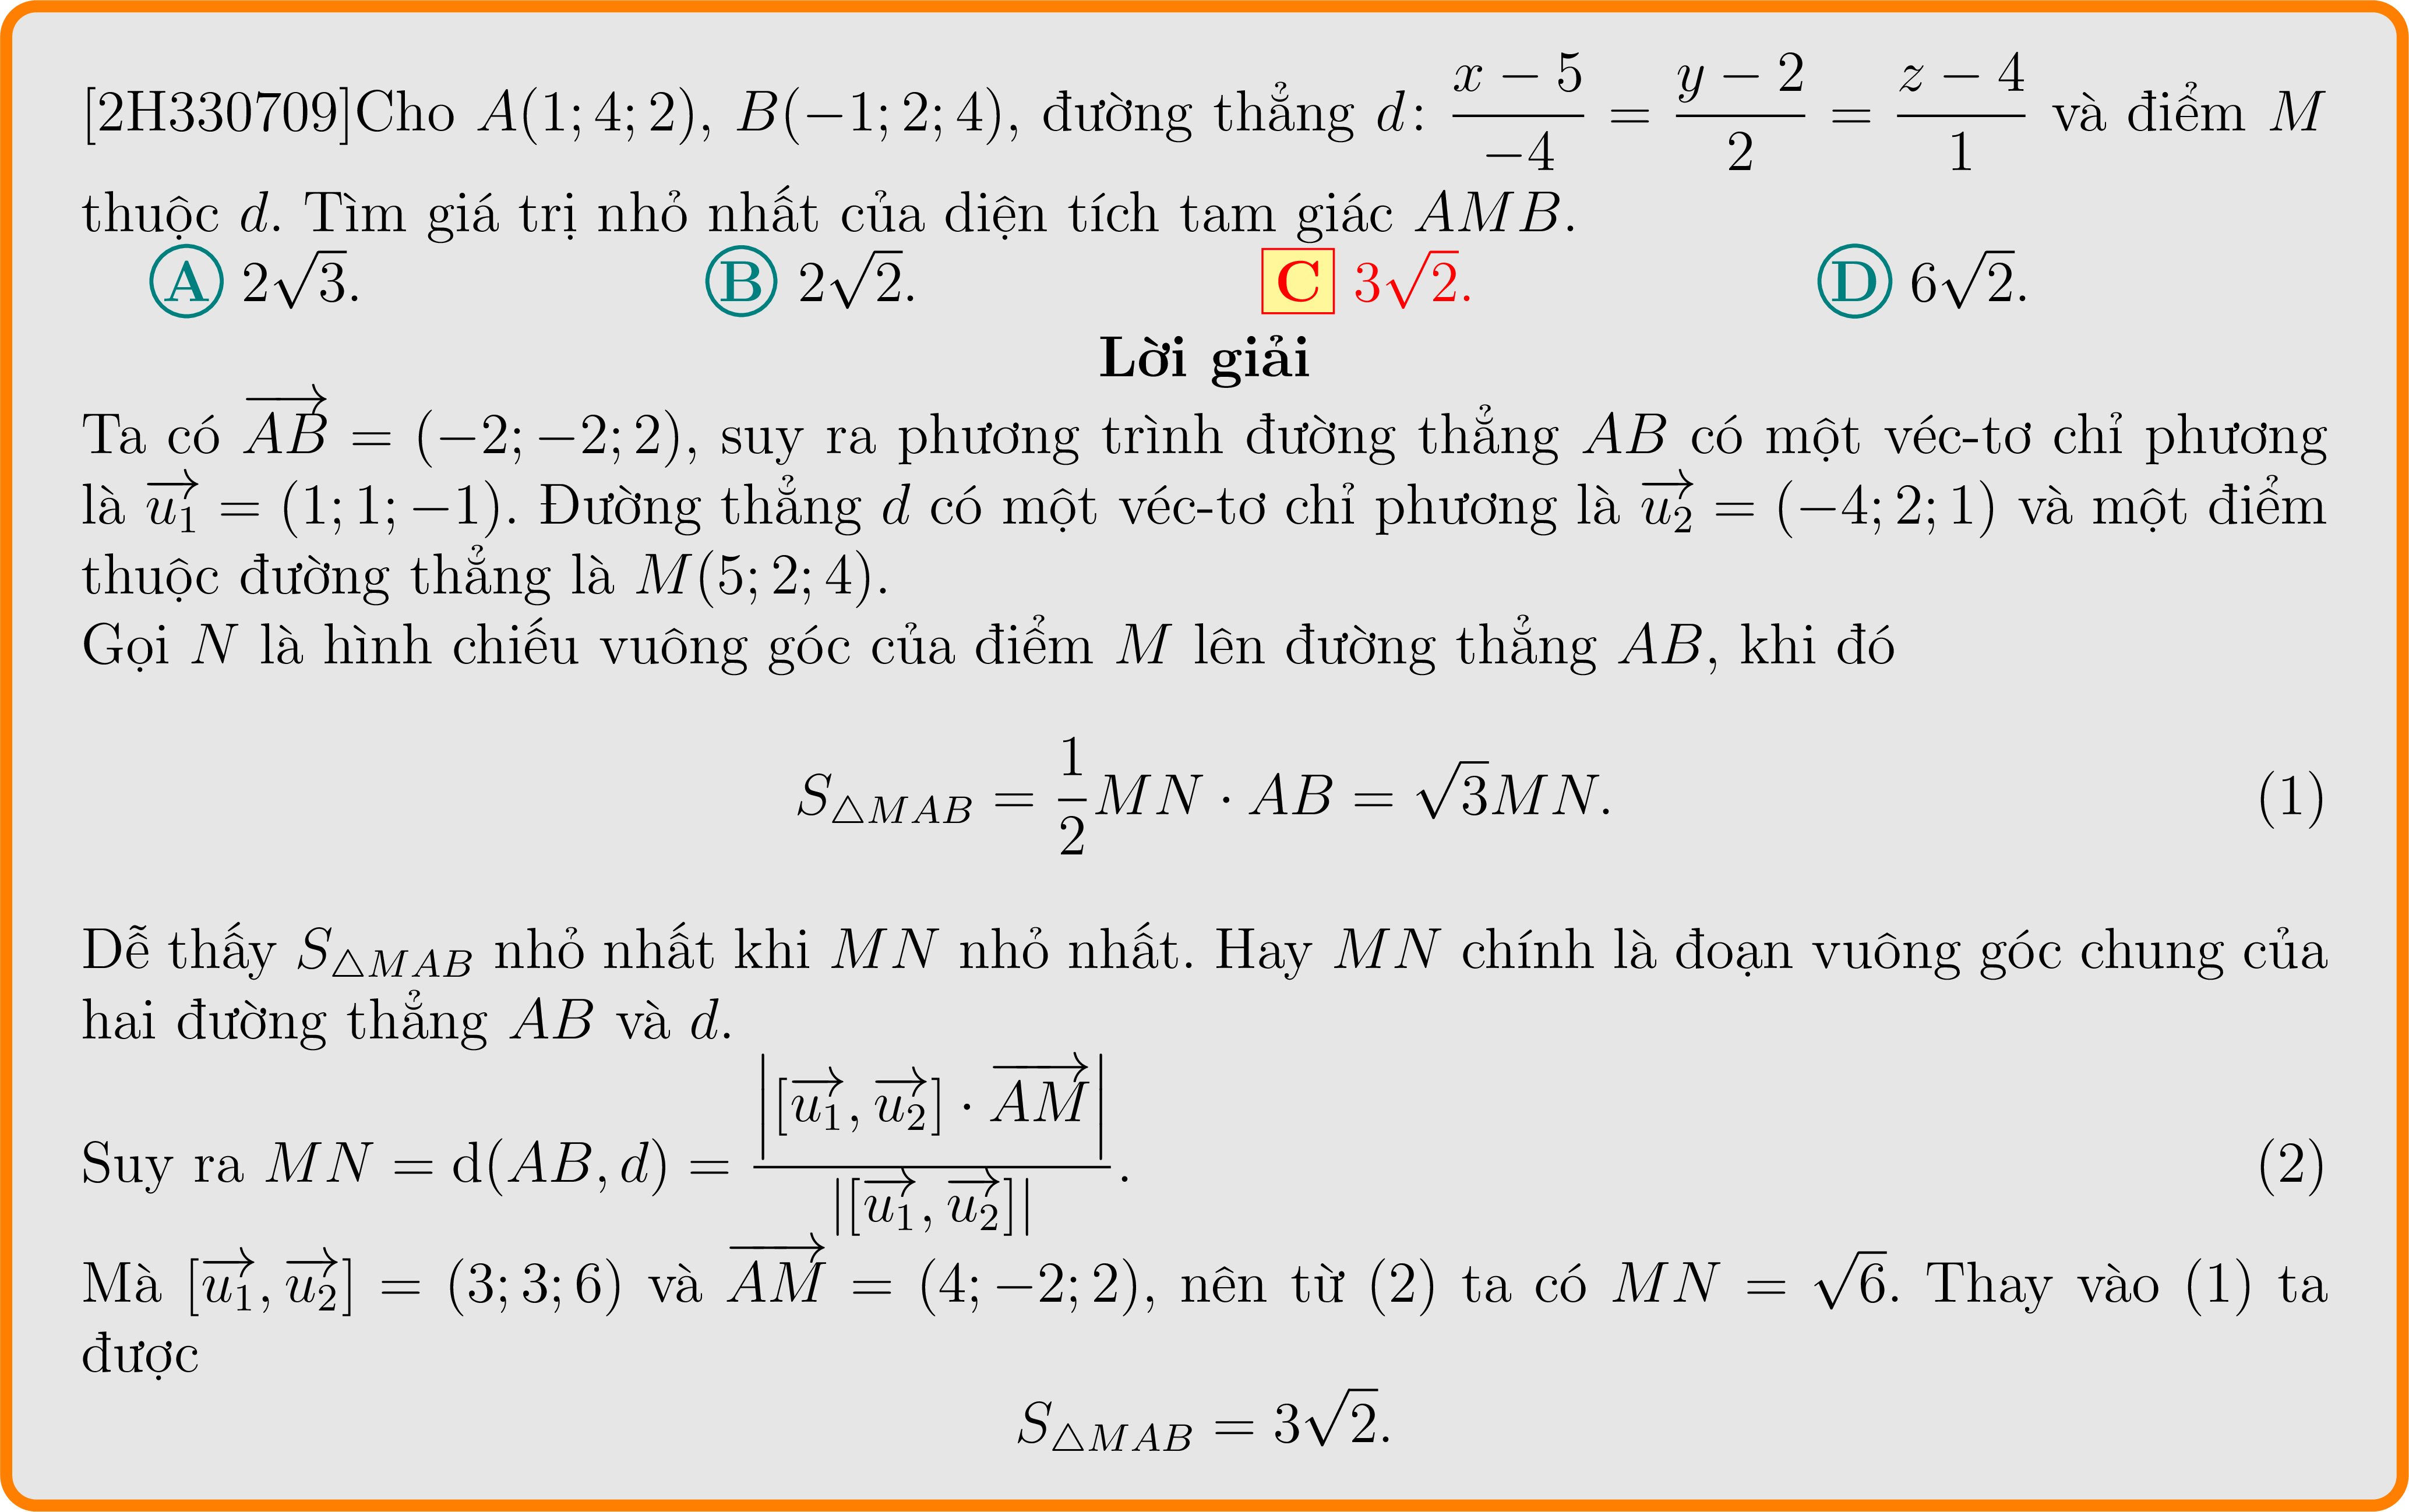 [2H330709]Cho $A(1; 4; 2)$, $B(-1; 2; 4)$, đường thẳng $d\colon \dfrac{x-5}{-4} = \dfrac{y-2}{2} = \dfrac{z-4}{1}$ và điểm $M$
thuộc $d$. Tìm giá trị nhỏ nhất của diện tích tam giác $AMB$.
A $2\sqrt{3}$. B $2\sqrt{2}$. C $3\sqrt{2}$. D $6\sqrt{2}$.
Lời giải
Ta có $\overrightarrow{AB} = (-2; -2; 2)$, suy ra phương trình đường thẳng $AB$ có một véc-tơ chỉ phương
là $\overrightarrow{u_1} = (1; 1; -1)$. Đường thẳng $d$ có một véc-tơ chỉ phương là $\overrightarrow{u_2} = (-4; 2; 1)$ và một điểm
thuộc đường thẳng là $M(5; 2; 4)$.
Gọi $N$ là hình chiếu vuông góc của điểm $M$ lên đường thẳng $AB$, khi đó
$S_{\triangle MAB} = \dfrac{1}{2} MN \cdot AB = \sqrt{3} MN.$ (1)
Dễ thấy $S_{\triangle MAB}$ nhỏ nhất khi $MN$ nhỏ nhất. Hay $MN$ chính là đoạn vuông góc chung của
hai đường thẳng $AB$ và $d$.
Suy ra $MN = \mathrm{d}(AB, d) = \dfrac{\left|[\overrightarrow{u_1}, \overrightarrow{u_2}] \cdot \overrightarrow{AM}\right|}{|[\overrightarrow{u_1}, \overrightarrow{u_2}]|}$. (2)
Mà $[\overrightarrow{u_1}, \overrightarrow{u_2}] = (3; 3; 6)$ và $\overrightarrow{AM} = (4; -2; 2)$, nên từ (2) ta có $MN = \sqrt{6}$. Thay vào (1) ta
được
$S_{\triangle MAB} = 3\sqrt{2}.$